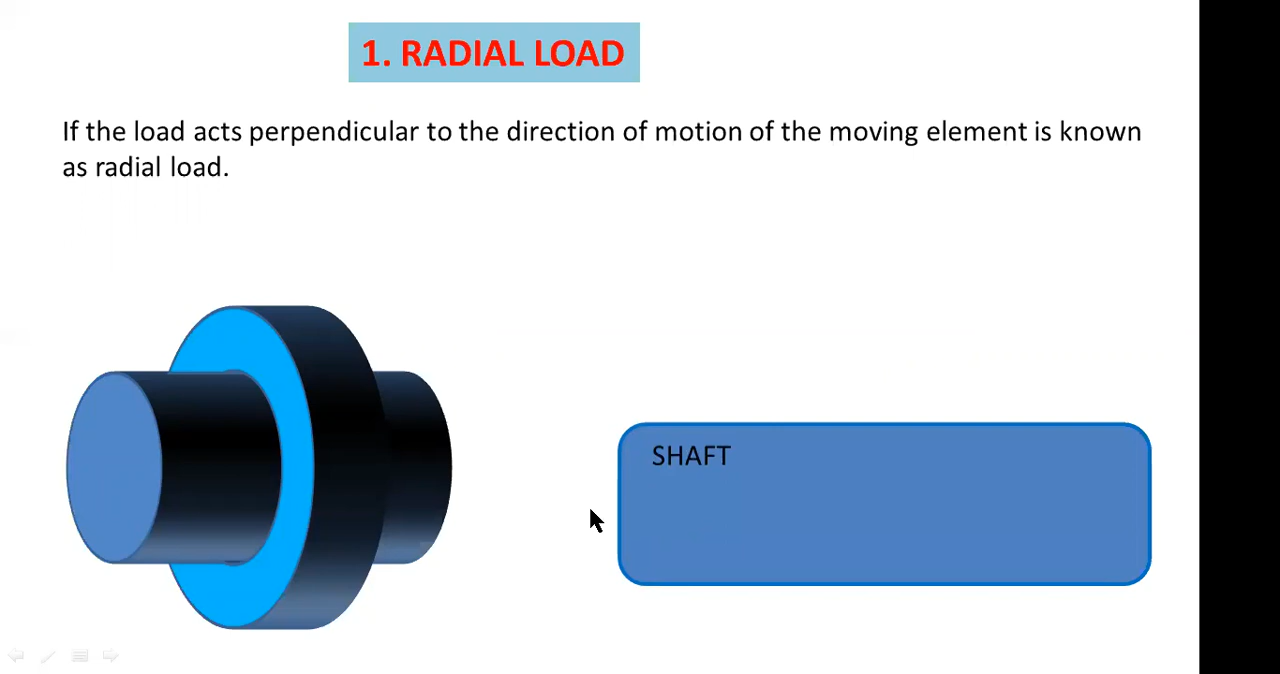 1. RADIAL LOAD
If the load acts perpendicular to the direction of motion of the moving element is known
as radial load.
SHAFT